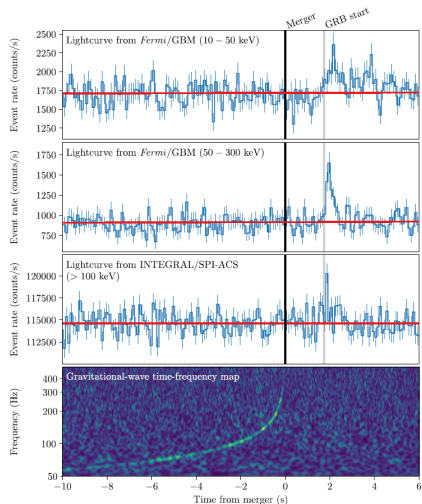 Merger
GRB start
Lightcurve from Fermi/GBM (10 − 50 keV)
2500
2250
2000
1750
1500
1250
Event rate (counts/s)
Lightcurve from Fermi/GBM (50 − 300 keV)
1750
1500
1250
1000
750
Event rate (counts/s)
Lightcurve from INTEGRAL/SPI-ACS
(> 100 keV)
120000
117500
115000
112500
Event rate (counts/s)
Gravitational-wave time-frequency map
400
300
200
100
50
Frequency (Hz)
−10 −8 −6 −4 −2 0 2 4 6
Time from merger (s)